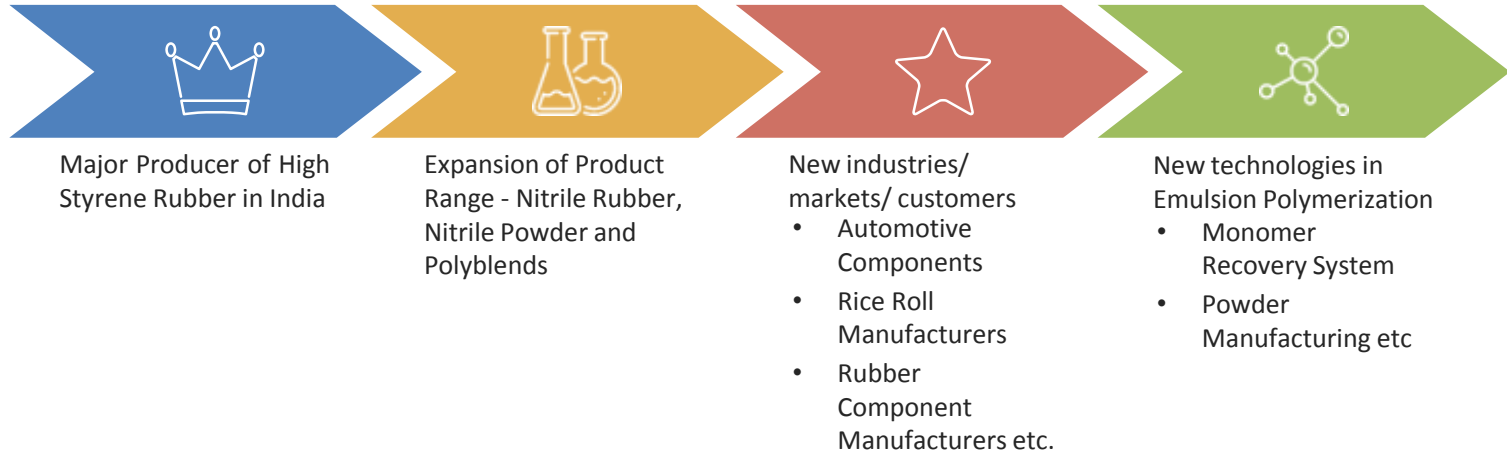 Major Producer of High
Styrene Rubber in India
Expansion of Product
Range - Nitrile Rubber,
Nitrile Powder and
Polyblends
New industries/
markets/ customers
• Automotive
Components
• Rice Roll
Manufacturers
• Rubber
Component
Manufacturers etc.
New technologies in
Emulsion Polymerization
• Monomer
Recovery System
• Powder
Manufacturing etc